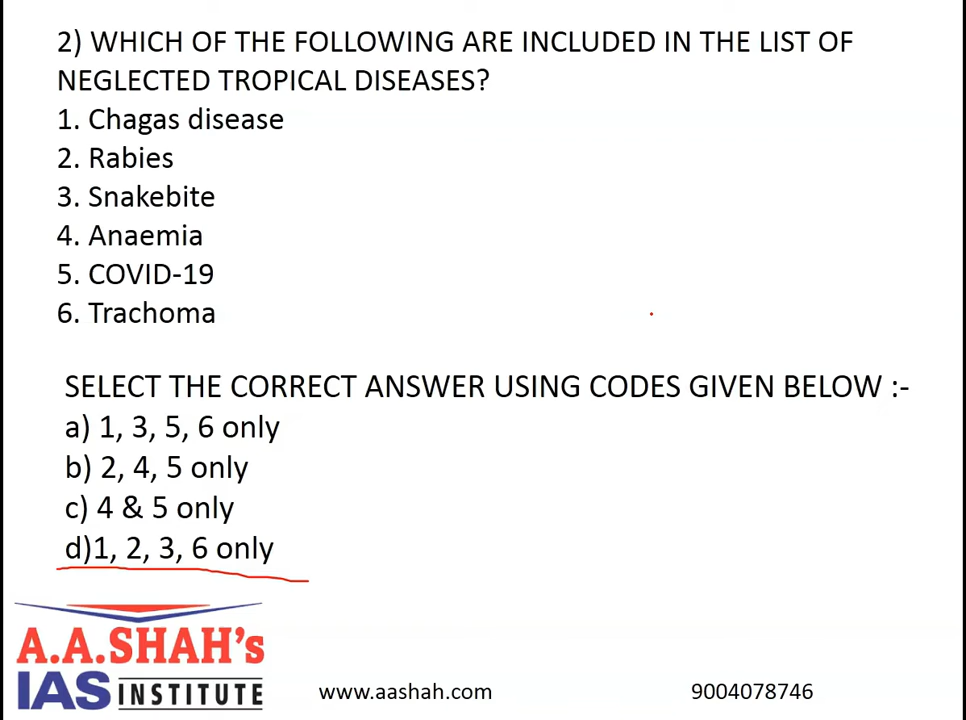 2) WHICH OF THE FOLLOWING ARE INCLUDED IN THE LIST OF
NEGLECTED TROPICAL DISEASES?
1. Chagas disease
2. Rabies
3. Snakebite
4. Anaemia
5. COVID-19
6. Trachoma
SELECT THE CORRECT ANSWER USING CODES GIVEN BELOW :-
a) 1, 3, 5, 6 only
b) 2, 4, 5 only
c) 4 & 5 only
d)1, 2, 3, 6 only
A.A.SHAH's
IAS INSTITUTE
www.aashah.com
9004078746